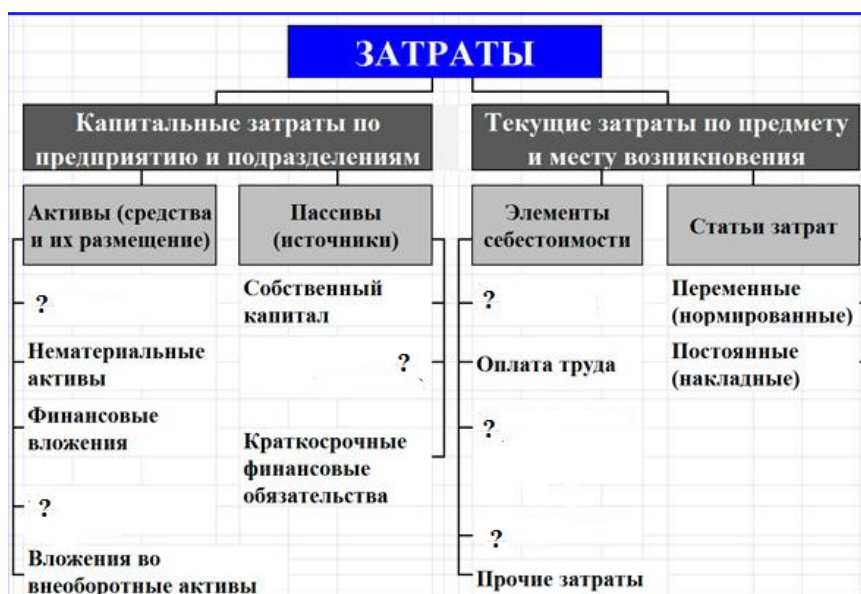 ЗАТРАТЫ
Капитальные затраты по
предприятию и подразделениям
Текущие затраты по предмету
и месту возникновения
Активы (средства
и их размещение)
Пассивы
(источники)
Элементы
себестоимости
Статьи затрат
?
Нематериальные
активы
Финансовые
вложения
?
Вложения во
внеоборотные активы
Собственный
капитал
?
Краткосрочные
финансовые
обязательства
?
Оплата труда
?
?
Прочие затраты
Переменные
(нормированные)
Постоянные
(накладные)